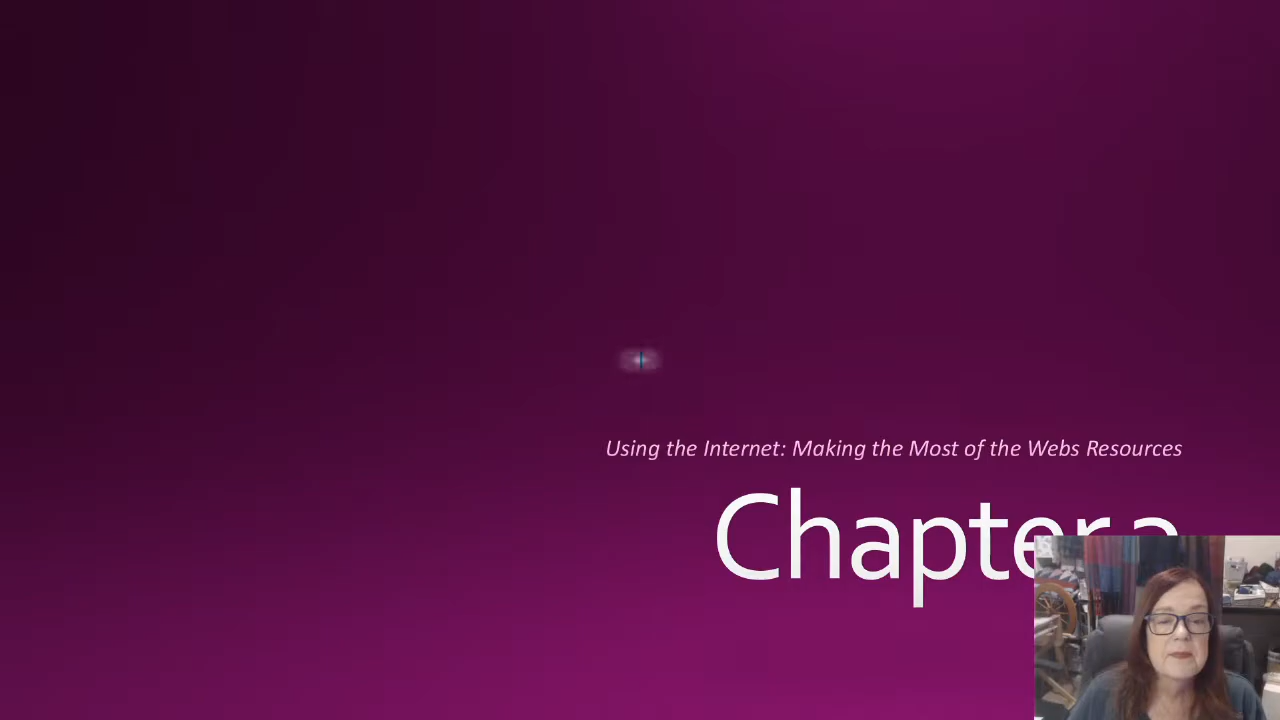 Using the Internet: Making the Most of the Webs Resources
Chapter